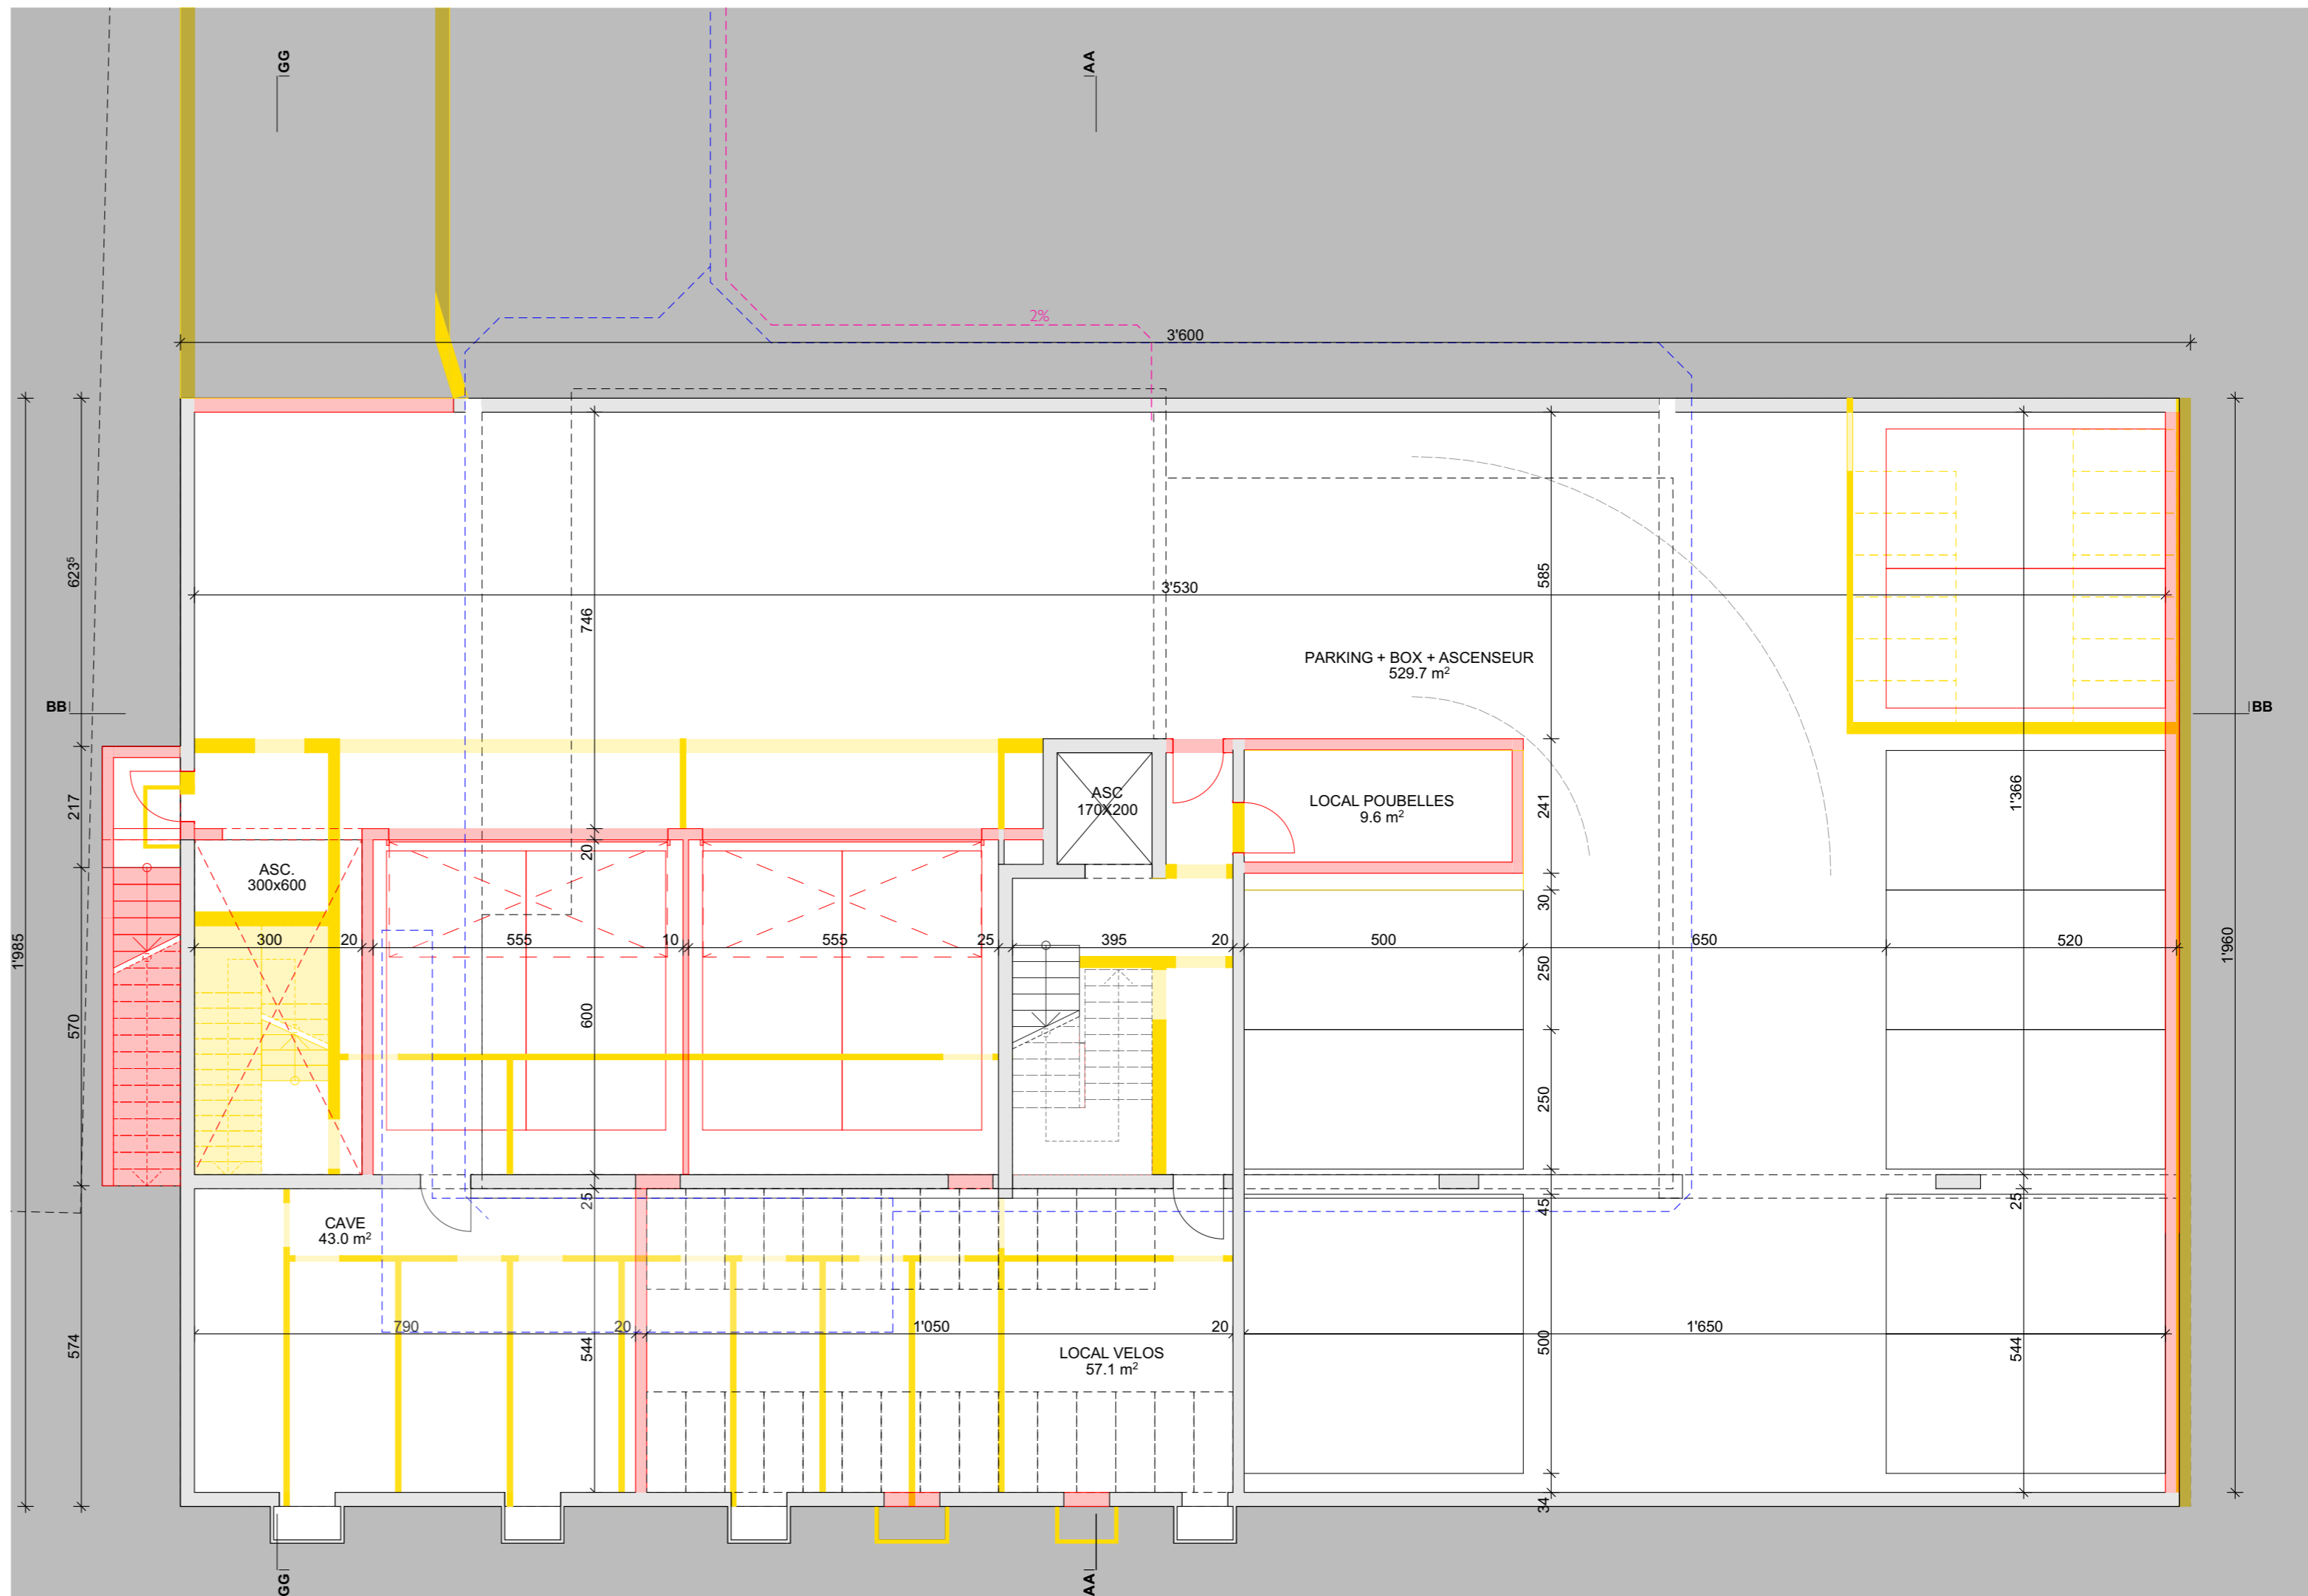 GG
AA
2%
3'600
623⁵
3'530
585
746
PARKING + BOX + ASCENSEUR
529.7 m²
BB
BB
217
ASC
170X200
LOCAL POUBELLES
9.6 m²
241
1'366
20
ASC.
300x600
30
1'985
300
20
555
10
555
25
395
20
500
650
520
1'960
250
570
600
250
CAVE
43.0 m²
25
45
25
790
20
1'050
20
1'650
574
544
LOCAL VELOS
57.1 m²
500
544
34
GG
AA